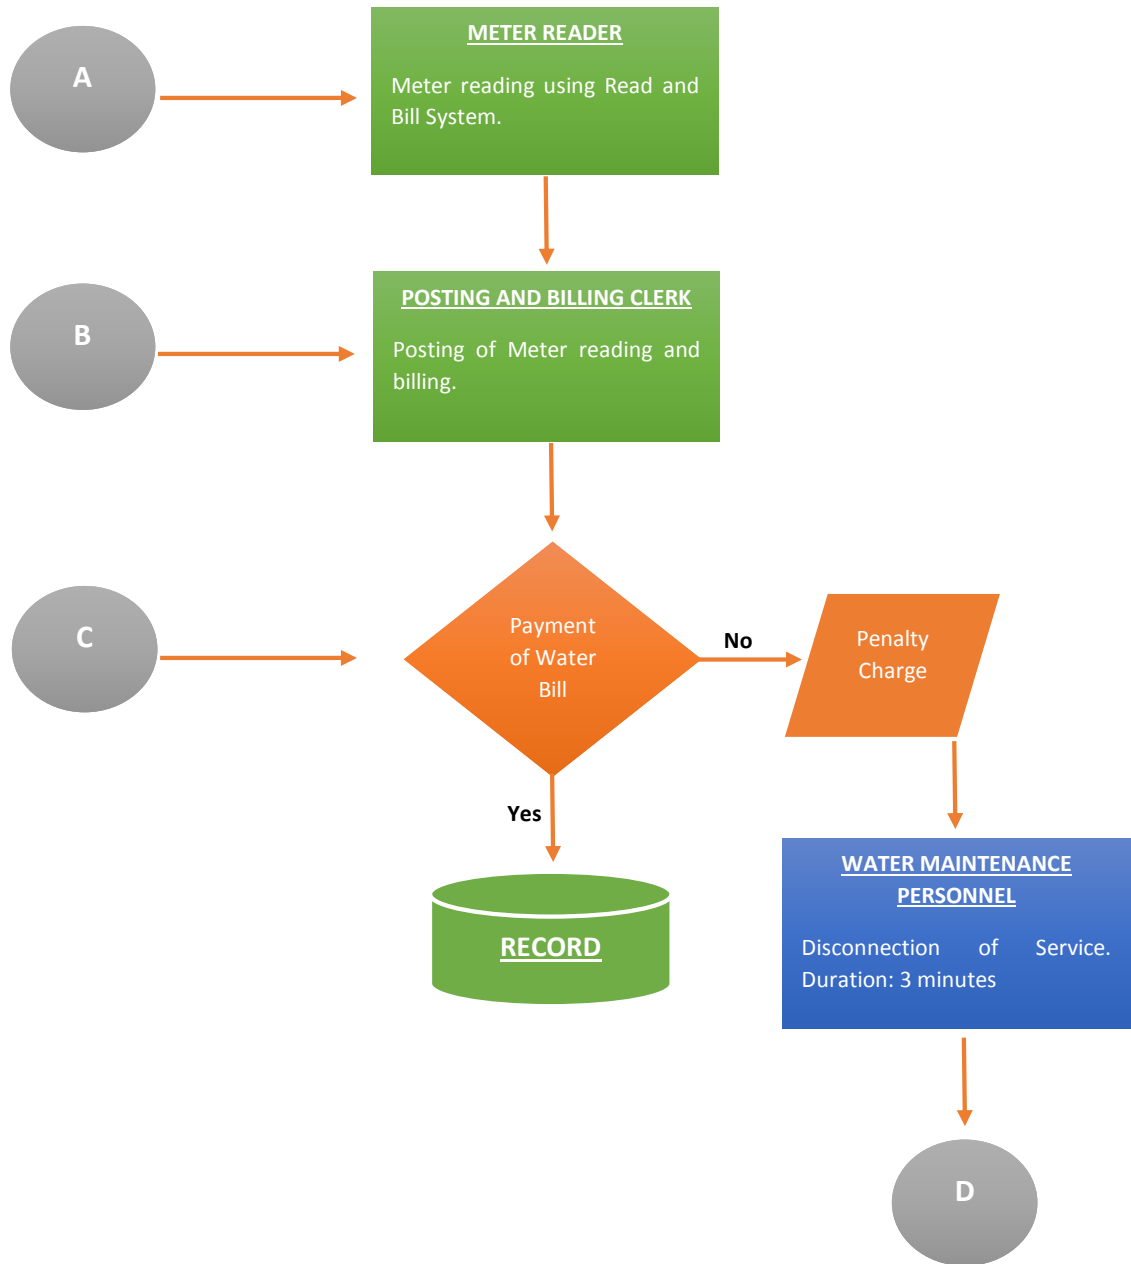 A
METER READER
Meter reading using Read and
Bill System.
B
POSTING AND BILLING CLERK
Posting of Meter reading and
billing.
C
Payment
of Water
Bill
No
Penalty
Charge
Yes
RECORD
WATER MAINTENANCE
PERSONNEL
Disconnection of Service.
Duration: 3 minutes
D